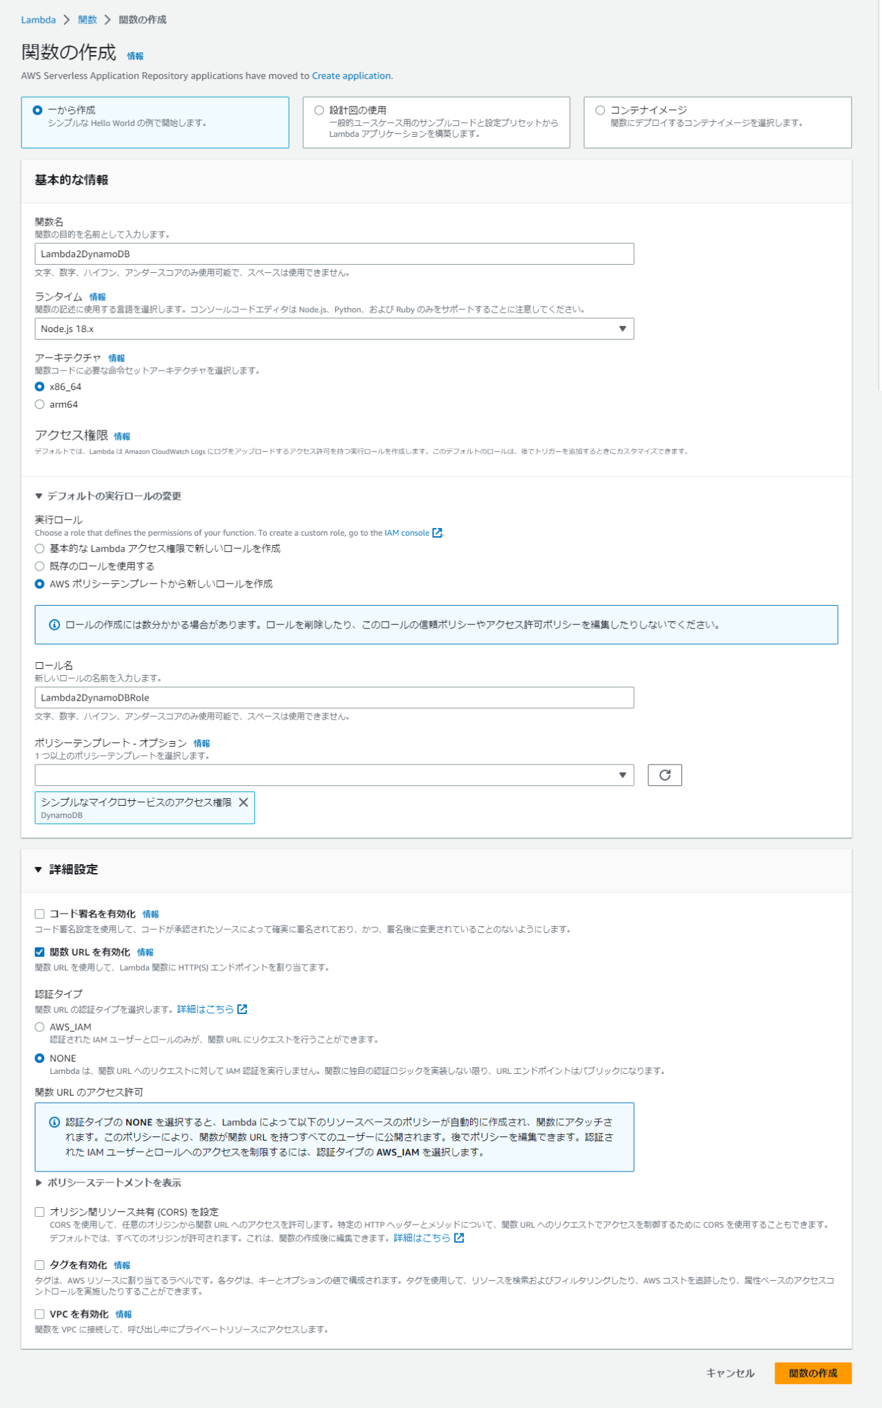 Lambda > 関数 > 関数の作成
関数の作成 情報
AWS Serverless Application Repository applications have moved to Create application.
一から作成
シンプルな Hello World の例で開始します。
設計図の使用
一般的ユースケース用のサンプルコードと設定プリセットから
Lambda アプリケーションを構築します。
コンテナイメージ
関数にデプロイするコンテナイメージを選択します。
基本的な情報
関数名
関数の目的を名前として入力します。
Lambda2DynamoDB
文字、数字、ハイフン、アンダースコアのみ使用可能で、スペースは使用できません。
ランタイム 情報
関数の記述に使用する言語を選択します。コンソールコードエディタは Node.js、Python、および Ruby のみをサポートすることに注意してください。
Node.js 18.x
アーキテクチャ 情報
関数コードに必要な命令セットアーキテクチャを選択します。
x86_64
arm64
アクセス権限 情報
デフォルトでは、Lambda は Amazon CloudWatch Logs にログをアップロードするアクセス許可を持つ実行ロールを作成します。このデフォルトのロールは、後でトリガーを追加するときにカスタマイズできます。
▼ デフォルトの実行ロールの変更
実行ロール
Choose a role that defines the permissions of your function. To create a custom role, go to the IAM console.
基本的な Lambda アクセス権限で新しいロールを作成
既存のロールを使用する
AWS ポリシーテンプレートから新しいロールを作成
ロールの作成には数分かかる場合があります。ロールを削除したり、このロールの信頼ポリシーやアクセス許可ポリシーを編集したりしないでください。
ロール名
新しいロールの名前を入力します。
Lambda2DynamoDBRole
文字、数字、ハイフン、アンダースコアのみ使用可能で、スペースは使用できません。
ポリシーテンプレート - オプション 情報
1 つ以上のポリシーテンプレートを選択します。
シンプルなマイクロサービスのアクセス権限 ×
DynamoDB
▼ 詳細設定
コード署名を有効化 情報
コード署名設定を使用して、コードが承認されたソースによって確実に署名されており、かつ、署名後に変更されていることのないようにします。
関数 URL を有効化 情報
関数 URL を使用して、Lambda 関数に HTTP(S) エンドポイントを割り当てます。
認証タイプ
関数 URL の認証タイプを選択します。詳細はこちら
AWS_IAM
認証された IAM ユーザーとロールのみが、関数 URL にリクエストを行うことができます。
NONE
Lambda は、関数 URL へのリクエストに対して IAM 認証を実行しません。関数に独自の認証ロジックを実装しない限り、URL エンドポイントはパブリックになります。
関数 URL のアクセス許可
認証タイプの NONE を選択すると、Lambda によって以下のリソースベースのポリシーが自動的に作成され、関数にアタッチさ
れます。このポリシーにより、関数が関数 URL を持つすべてのユーザーに公開されます。後でポリシーを編集できます。認証さ
れた IAM ユーザーとロールへのアクセスを制限するには、認証タイプの AWS_IAM を選択します。
▶ ポリシーステートメントを表示
オリジン間リソース共有 (CORS) を設定
CORS を使用して、任意のオリジンから関数 URL へのアクセスを許可します。特定の HTTP ヘッダーとメソッドについて、関数 URL へのリクエストでアクセスを制御するために CORS を使用することもできます。
デフォルトでは、すべてのオリジンが許可されます。これは、関数の作成後に編集できます。詳細はこちら
タグを有効化 情報
タグは、AWS リソースに割り当てるラベルです。各タグは、キーとオプションの値で構成されます。タグを使用して、リソースを検索およびフィルタリングしたり、AWS コストを追跡したり、属性ベースのアクセスコ
ントロールを実施したりすることができます。
VPC を有効化 情報
関数を VPC に接続して、呼び出し中にプライベートリソースにアクセスします。
キャンセル 関数の作成